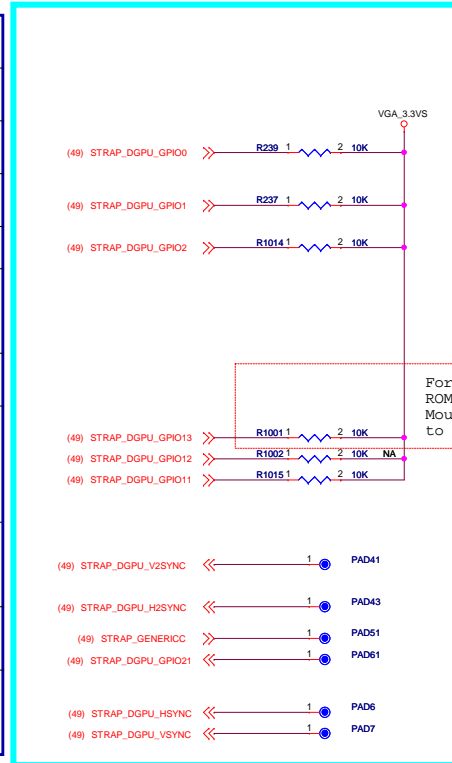 VGA_3.3VS
(49) STRAP_DGPU_GPIO0 R239 1 2 10K
(49) STRAP_DGPU_GPIO1 R237 1 2 10K
(49) STRAP_DGPU_GPIO2 R1014 1 2 10K
For
ROM
Mou
to
(49) STRAP_DGPU_GPIO13 R1001 1 2 10K
(49) STRAP_DGPU_GPIO12 R1002 1 2 10K NA
(49) STRAP_DGPU_GPIO11 R1015 1 2 10K
(49) STRAP_DGPU_V2SYNC 1 PAD41
(49) STRAP_DGPU_H2SYNC 1 PAD43
(49) STRAP_GENERICC 1 PAD51
(49) STRAP_DGPU_GPIO21 1 PAD61
(49) STRAP_DGPU_HSYNC 1 PAD6
(49) STRAP_DGPU_VSYNC 1 PAD7